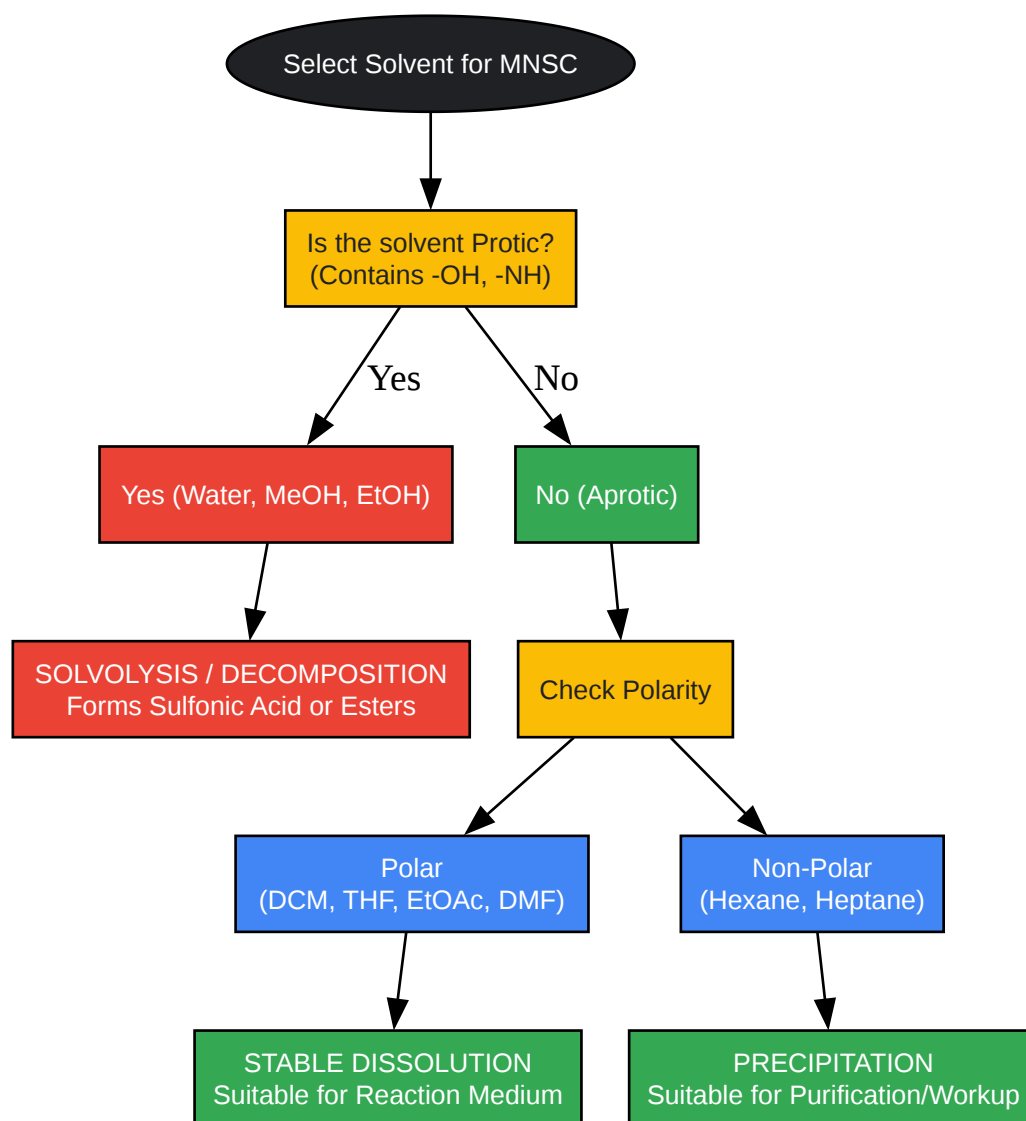 Select Solvent for MNSC
Is the solvent Protic?
(Contains -OH, -NH)
Yes
No
Yes (Water, MeOH, EtOH)
No (Aprotic)
SOLVOLYSIS / DECOMPOSITION
Forms Sulfonic Acid or Esters
Check Polarity
Polar
(DCM, THF, EtOAc, DMF)
Non-Polar
(Hexane, Heptane)
STABLE DISSOLUTION
Suitable for Reaction Medium
PRECIPITATION
Suitable for Purification/Workup